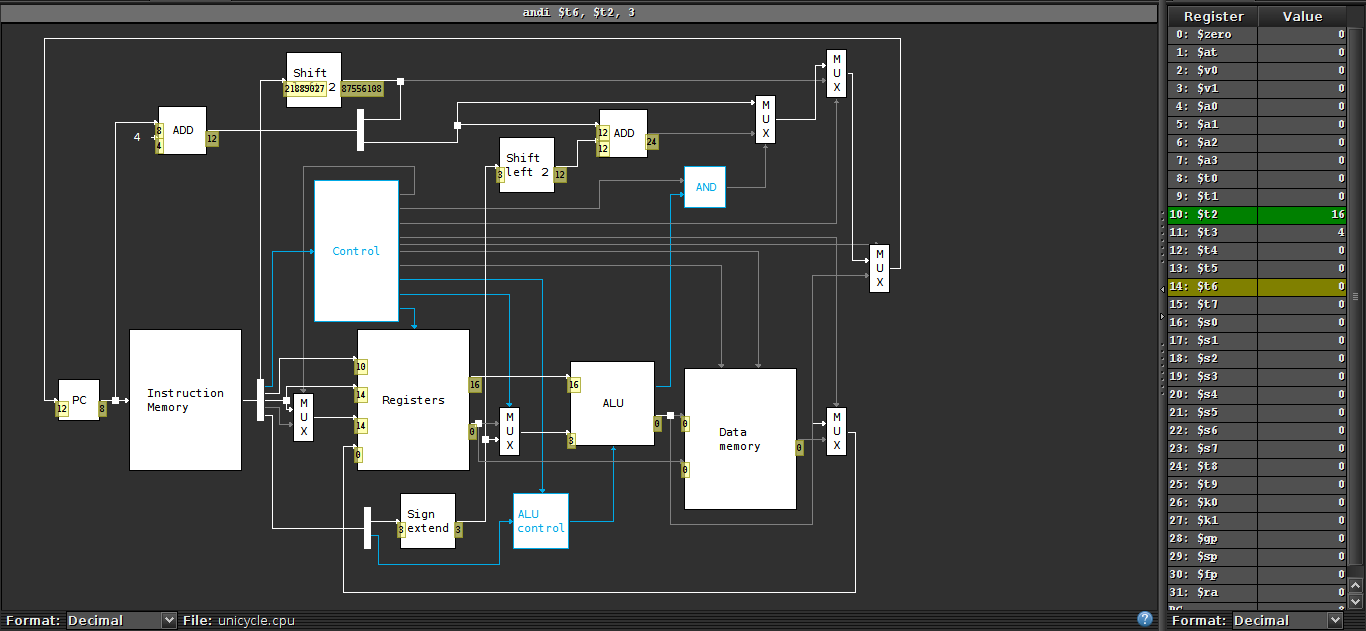 andi $t6, $t2, 3
Register Value
0: $zero 0
1: $at 0
2: $v0 0
3: $v1 0
4: $a0 0
5: $a1 0
6: $a2 0
7: $a3 0
8: $t0 0
9: $t1 0
10: $t2 16
11: $t3 4
12: $t4 0
13: $t5 0
14: $t6 0
15: $t7 0
16: $s0 0
17: $s1 0
18: $s2 0
19: $s3 0
20: $s4 0
21: $s5 0
22: $s6 0
23: $s7 0
24: $t8 0
25: $t9 0
26: $k0 0
27: $k1 0
28: $gp 0
29: $sp 0
30: $fp 0
31: $ra 0
Shift
21889027 2 87556108
MUX
4
8
4
ADD
12
MUX
12
12
ADD
24
Shift
left 2
3
12
AND
Control
MUX
12
PC
8
Instruction
Memory
MUX
10
14
14
0
Registers
16
0
MUX
16
3
ALU
0
0
0
Data
memory
0
MUX
3
Sign
extend
3
ALU
control
Format: Decimal File: unicycle.cpu
?
Format: Decimal